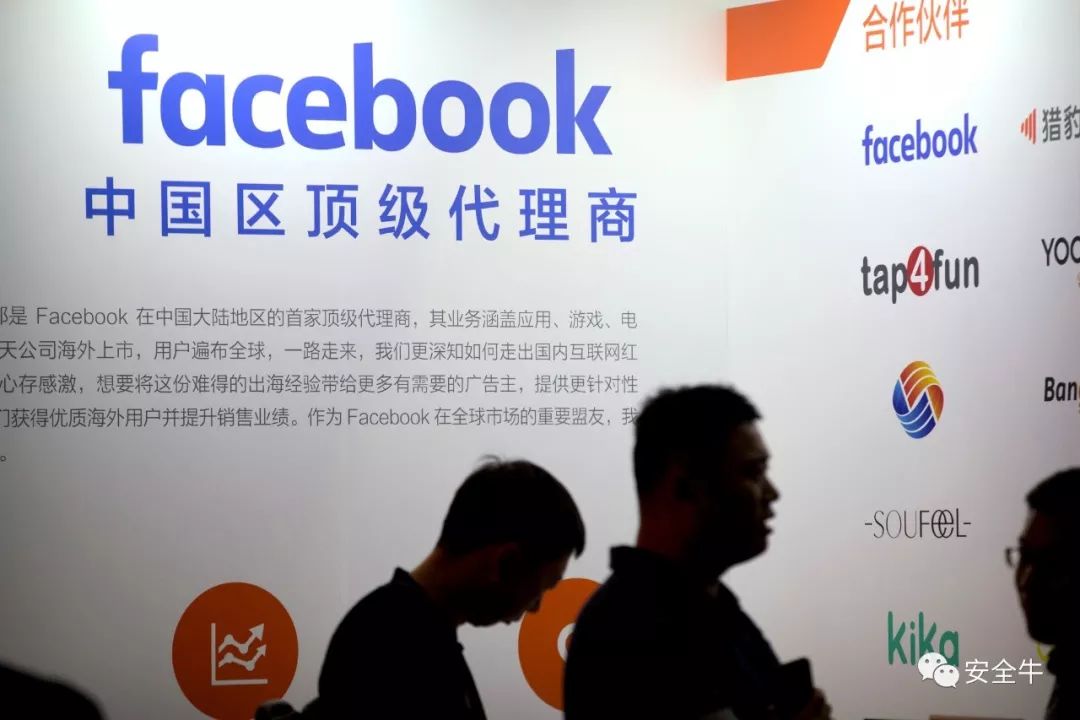 facebook
中国区顶级代理商
是 Facebook 在中国大陆地区的首家顶级代理商，其业务涵盖应用、游戏、电
天公司海外上市，用户遍布全球，一路走来，我们更深知如何走出国内互联网红
心存感激，想要将这份难得的出海经验带给更多有需要的广告主，提供更针对性
们获得优质海外用户并提升销售业绩。作为 Facebook 在全球市场的重要盟友，我
。
合作伙伴
facebook
猎豹
tap4fun
YOO
Bang
-SOUFEEL-
kika
安全牛